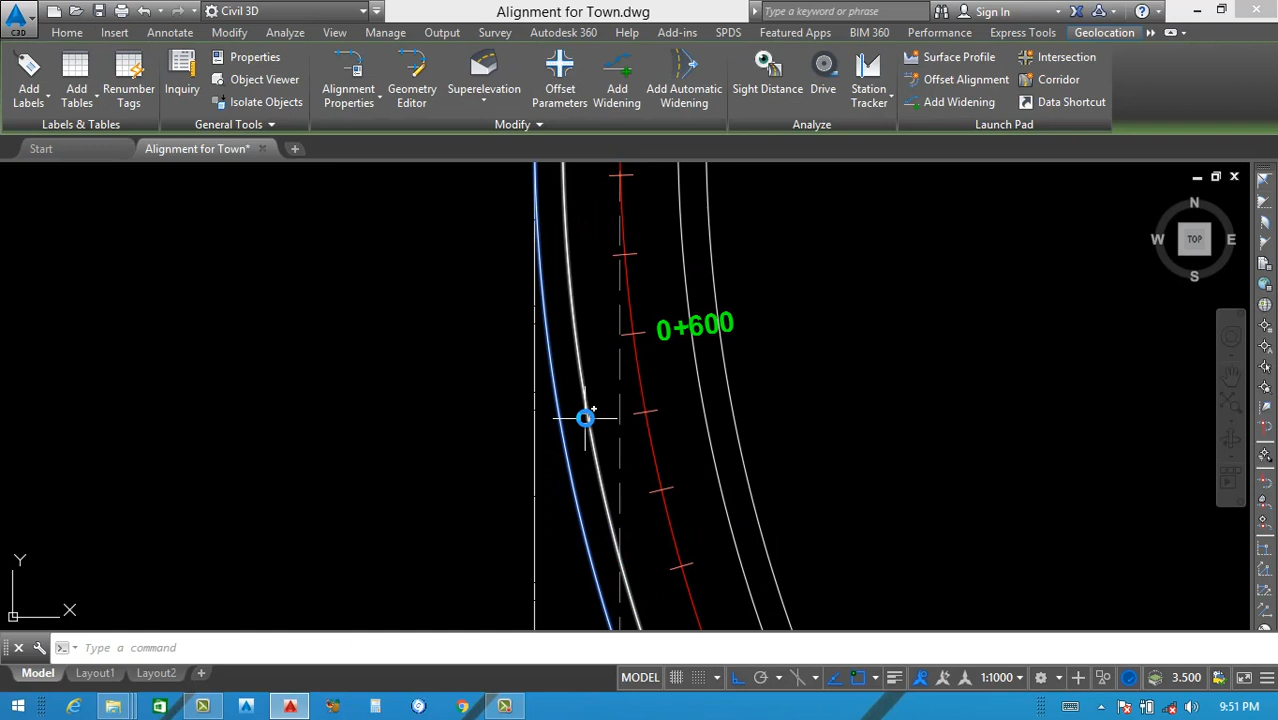 Civil 3D
Alignment for Town.dwg
Type a keyword or phrase
Sign In
C3D
Home Insert Annotate Modify Analyze View Manage Output Survey Autodesk 360 Help Add-ins SPDS Featured Apps BIM 360 Performance Express Tools Geolocation
Add Labels
Add Tables
Renumber Tags
Inquiry
Properties
Object Viewer
Isolate Objects
Alignment Properties
Geometry Editor
Superelevation
Offset Parameters
Add Widening
Add Automatic Widening
Sight Distance
Drive
Station Tracker
Surface Profile
Offset Alignment
Add Widening
Intersection
Corridor
Data Shortcut
Labels & Tables
General Tools
Modify
Analyze
Launch Pad
Start
Alignment for Town*
N
W TOP E
S
0+600
Y
X
Type a command
Model Layout1 Layout2
MODEL
1:1000
3.500
9:51 PM